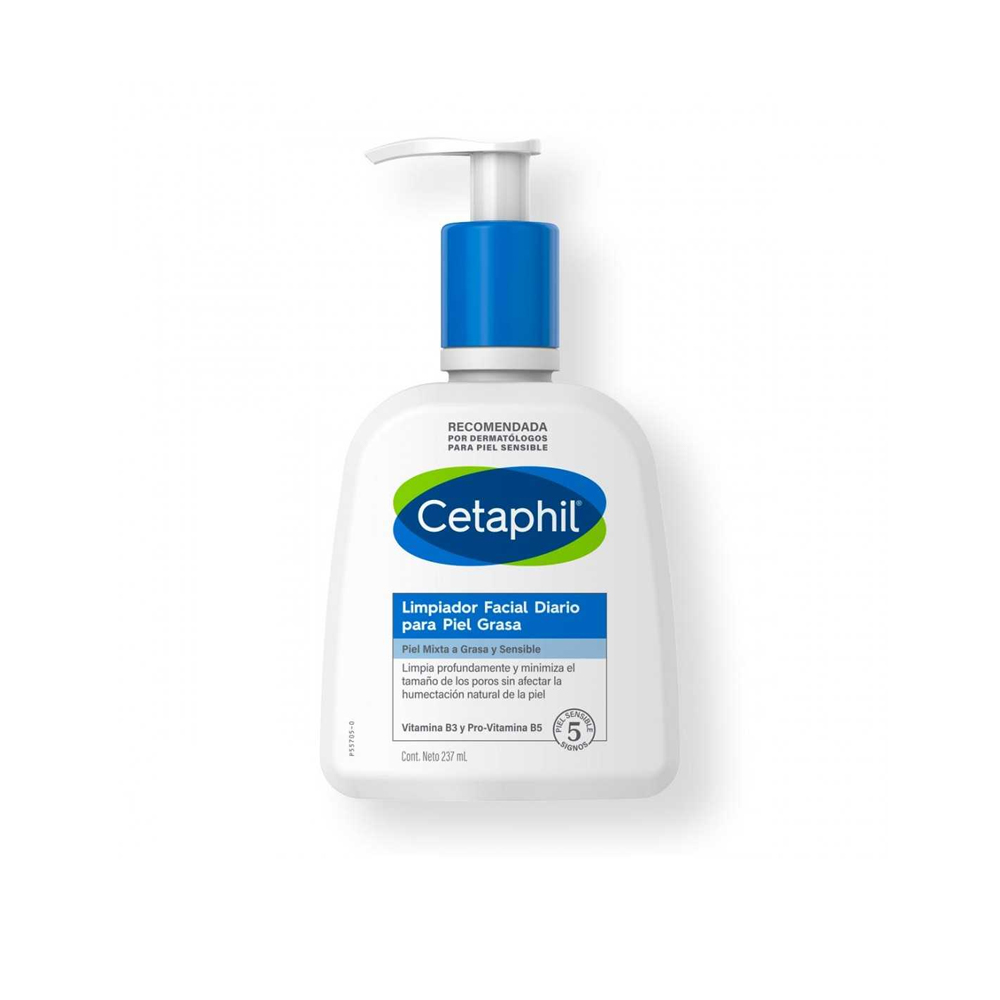 RECOMENDADA
POR DERMATÓLOGOS
PARA PIEL SENSIBLE
Cetaphil®
Limpiador Facial Diario
para Piel Grasa
Piel Mixta a Grasa y Sensible
Limpia profundamente y minimiza el
tamaño de los poros sin afectar la
humectación natural de la piel
Vitamina B3 y Pro-Vitamina B5
PIEL SENSIBLE
5
SIGNOS
Cont. Neto 237 mL
P55705-0